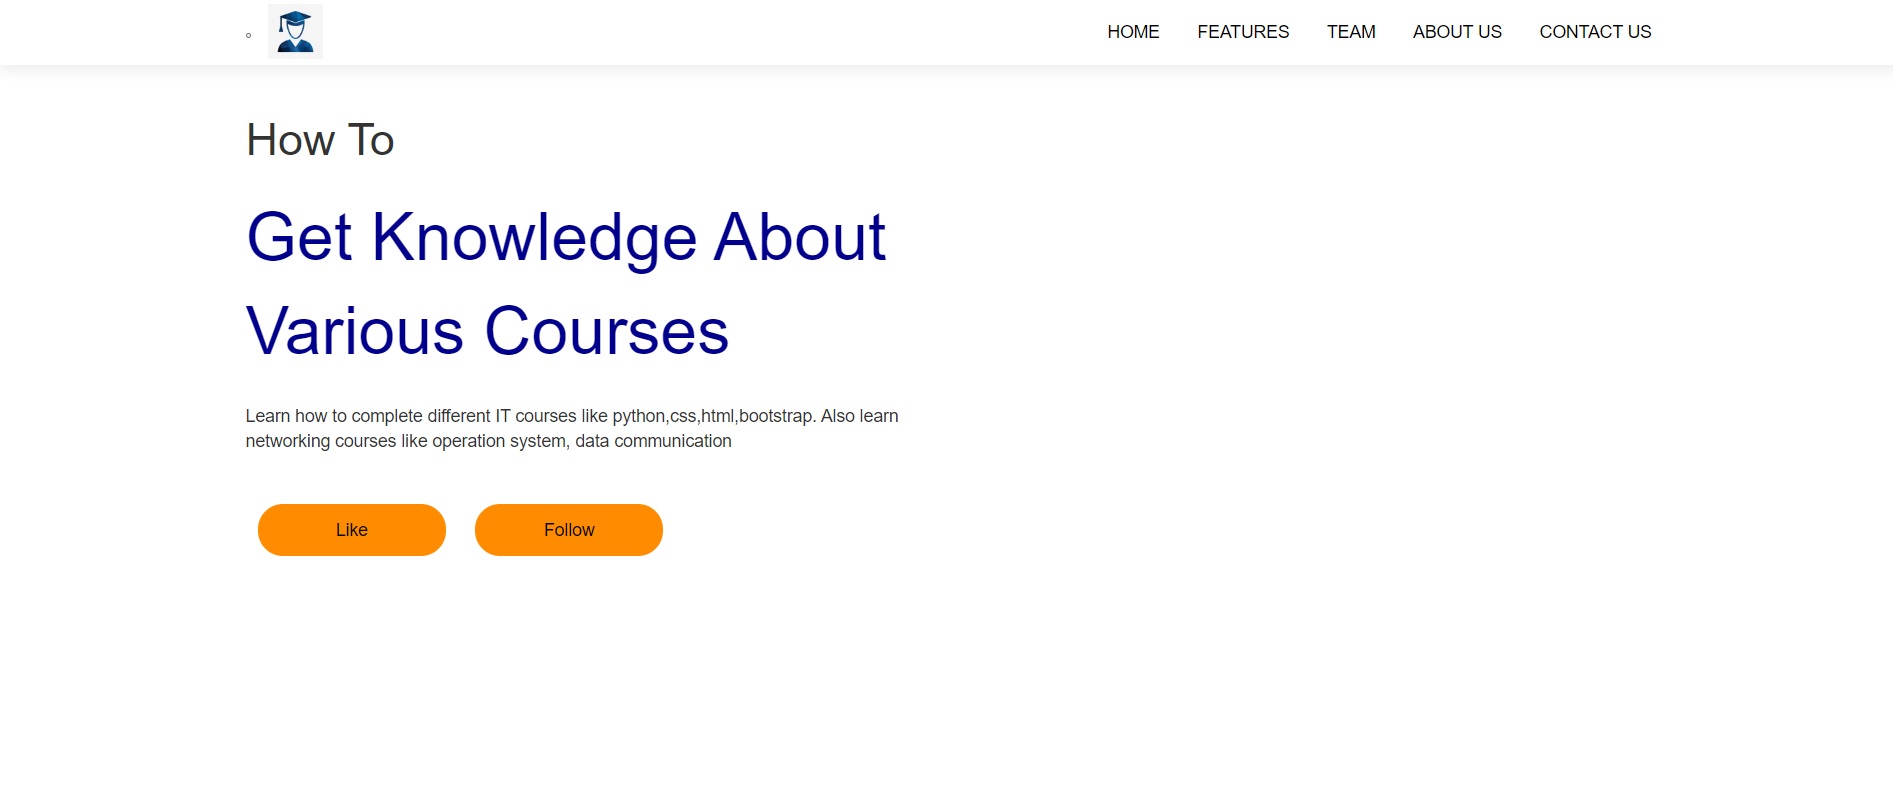 HOME FEATURES TEAM ABOUT US CONTACT US
How To
Get Knowledge About
Various Courses
Learn how to complete different IT courses like python,css,html,bootstrap. Also learn
networking courses like operation system, data communication
Like Follow